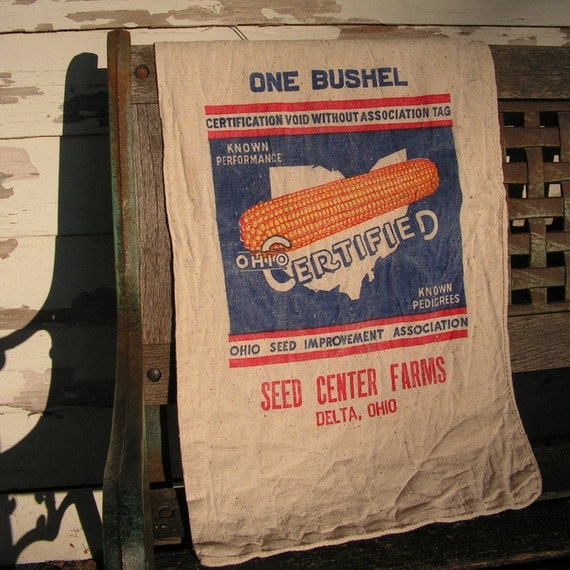 ONE BUSHEL
CERTIFICATION VOID WITHOUT ASSOCIATION TAG
KNOWN
PERFORMANCE
OHIO CERTIFIED
KNOWN
PEDIGREES
OHIO SEED IMPROVEMENT ASSOCIATION
SEED CENTER FARMS
DELTA, OHIO